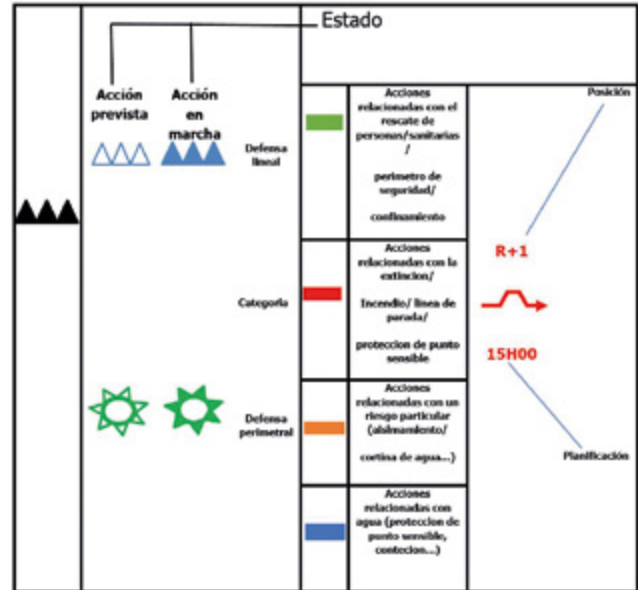 Estado
Acción
prevista
Acción
en
marcha
Defensa
lineal
Categoria
Defensa
perimetral
Acciones
relacionadas con el
rescate de
personas/sanitarias
/
perimetro de
seguridad/
confinamiento
Acciones
relacionadas con la
extincion/
Incendio/ linea de
parada/
proteccion de punto
sensible
Acciones
relacionadas con un
riesgo particular
(alsimamiento/
cortina de agua...)
Acciones
relacionadas con
agua (proteccion de
punto sensible,
contecion...)
Posición
R+1
15H00
Planificación